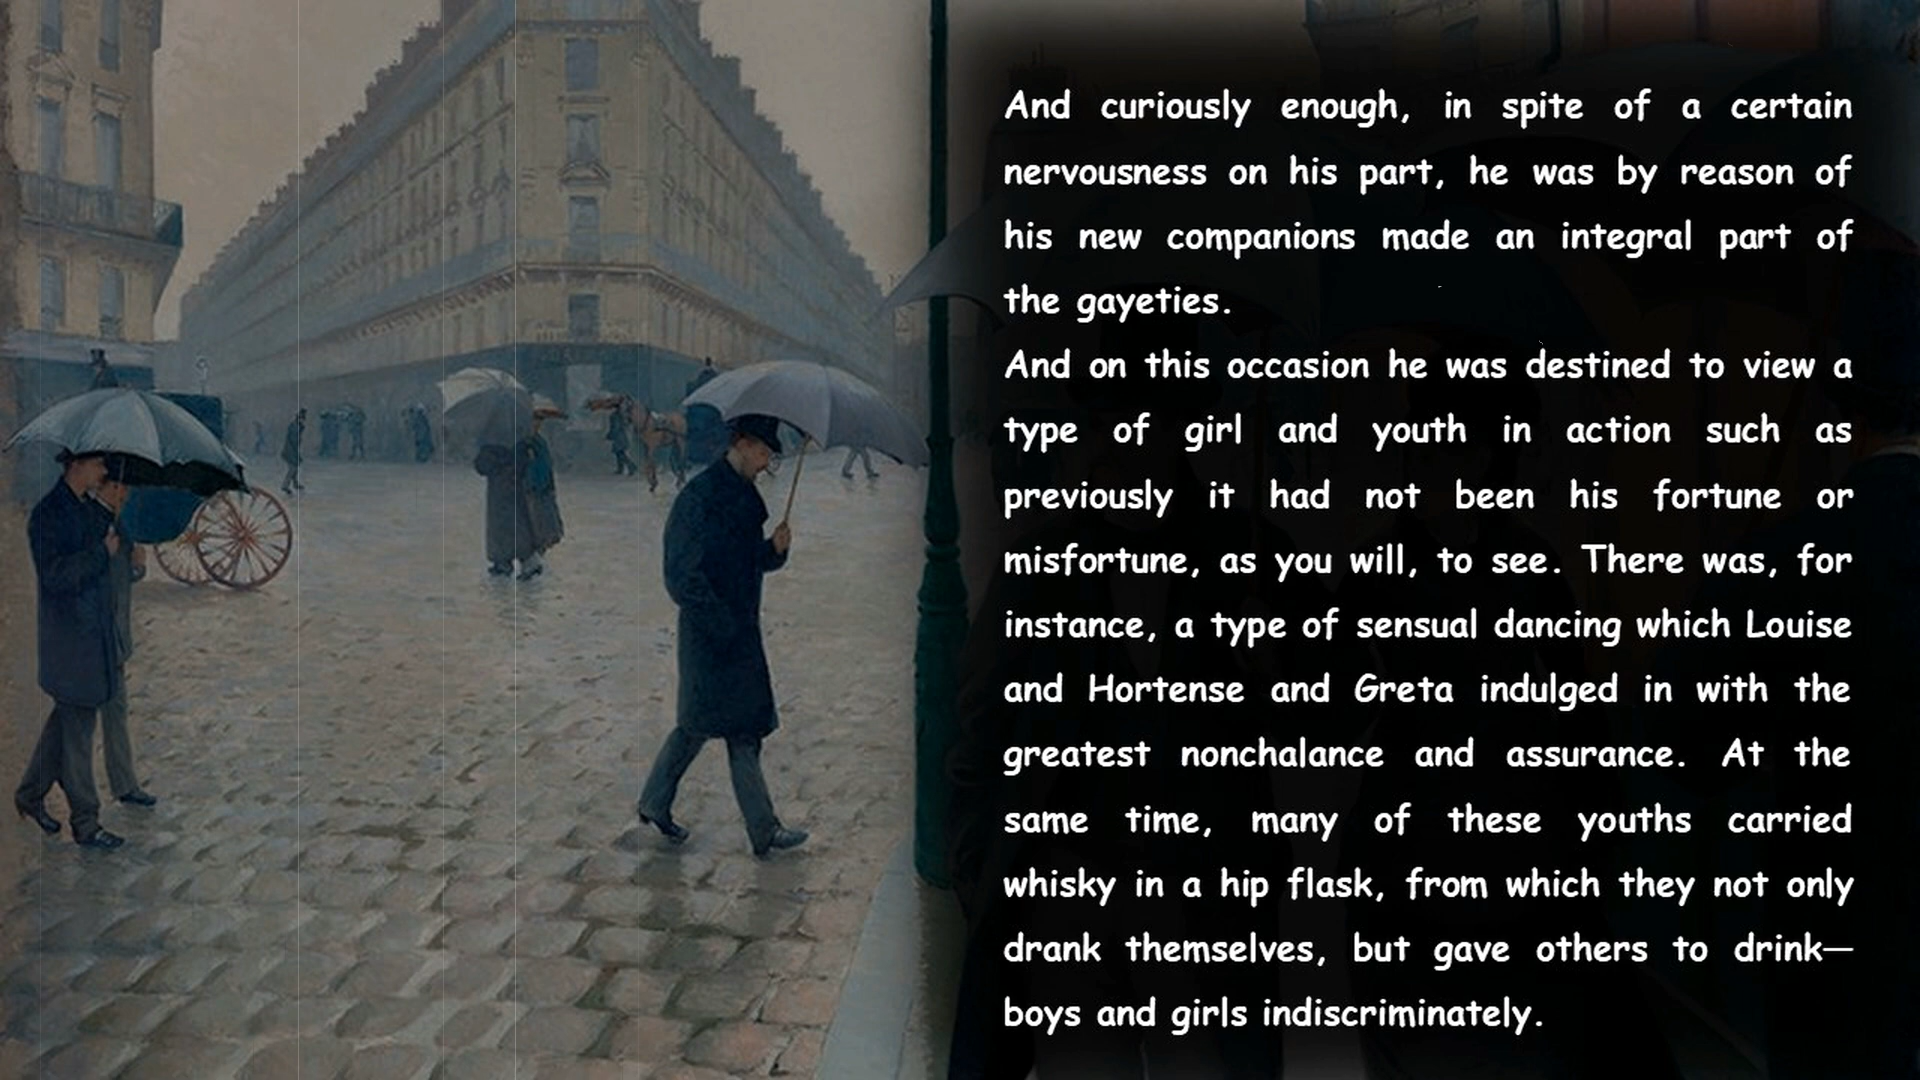 And curiously enough, in spite of a certain
nervousness on his part, he was by reason of
his new companions made an integral part of
the gayeties.
And on this occasion he was destined to view a
type of girl and youth in action such as
previously it had not been his fortune or
misfortune, as you will, to see. There was, for
instance, a type of sensual dancing which Louise
and Hortense and Greta indulged in with the
greatest nonchalance and assurance. At the
same time, many of these youths carried
whisky in a hip flask, from which they not only
drank themselves, but gave others to drink—
boys and girls indiscriminately.